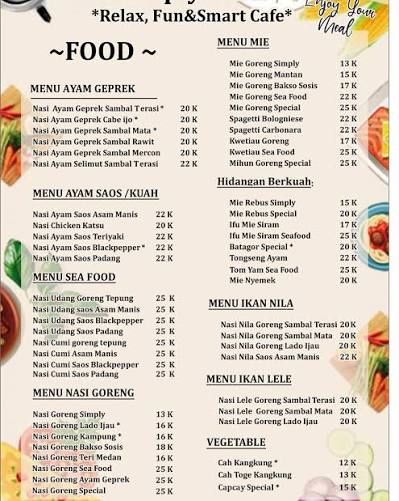 *Relax, Fun&Smart Cafe*
Enjoy Your
Meal
~FOOD ~
MENU AYAM GEPREK
Nasi Ayam Geprek Sambal Terasi * 20 K
Nasi Ayam Geprek Cabe ijo * 20 K
Nasi Ayam Geprek Sambal Mata * 20 K
Nasi Ayam Geprek Sambal Rawit 20 K
Nasi Ayam Geprek Sambal Mercon 20 K
Nasi Ayam Selimut Sambal Terasi 22 K
MENU AYAM SAOS /KUAH
Nasi Ayam Saos Asam Manis 22 K
Nasi Chicken Katsu 20 K
Nasi Ayam Saos Teriyaki 22 K
Nasi Ayam Saos Blackpepper * 22 K
Nasi Ayam Saos Padang 22 K
MENU SEA FOOD
Nasi Udang Goreng Tepung 25 K
Nasi Udang saos Asam Manis 25 K
Nasi Udang Saos Blackpepper 25 K
Nasi Udang Saos Padang 25 K
Nasi Cumi goreng tepung 25 K
Nasi Cumi Asam Manis 25 K
Nasi Cumi Saos Blackpepper 25 K
Nasi Cumi Saos Padang 25 K
MENU NASI GORENG
Nasi Goreng Simply 13 K
Nasi Goreng Lado Ijau * 16 K
Nasi Goreng Kampung * 16 K
Nasi Goreng Bakso Sosis 18 K
Nasi Goreng Teri Medan 16 K
Nasi Goreng Sea Food 25 K
Nasi Goreng Ayam Geprek 25 K
Nasi Goreng Special 25 K
MENU MIE
Mie Goreng Simply 13 K
Mie Goreng Mantan 15 K
Mie Goreng Bakso Sosis 17 K
Mie Goreng Sea Food 22 K
Mie Goreng Special 25 K
Spagetti Bolognise 22 K
Spagetti Carbonara 22 K
Kwetiau Goreng 17 K
Kwetiau Sea Food 25 K
Mihun Goreng Special 25 K
Hidangan Berkuah:
Mie Rebus Simply 15 K
Mie Rebus Special 20 K
Ifu Mie Siram 17 K
Ifu Mie Siram Seafood 25 K
Batagor Special * 20 K
Tongseng Ayam 22 K
Tom Yam Sea Food 25 K
Mie Nyemek 20 K
MENU IKAN NILA
Nasi Nila Goreng Sambal Terasi 20 K
Nasi Nila Goreng Sambal Mata 20 K
Nasi Nila Goreng Lado Ijau 20 K
Nasi Nila Saos Asam Manis 22 K
MENU IKAN LELE
Nasi Lele Goreng Sambal Terasi 20 K
Nasi Lele Goreng Sambal Mata 20 K
Nasi Lele Goreng Lado Ijau 20 K
VEGETABLE
Cah Kangkung * 12 K
Cah Toge Kangkung 13 K
Capcay Special * 15 K